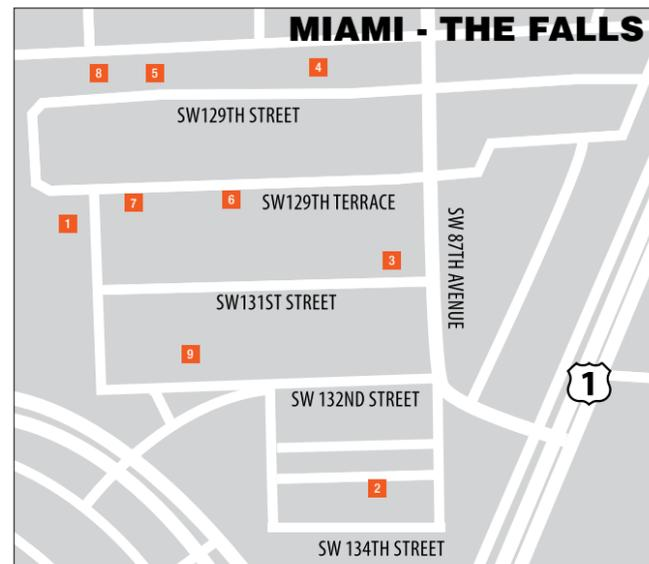 MIAMI - THE FALLS
4
8
5
SW129TH STREET
6
7
SW129TH TERRACE
1
SW 87TH AVENUE
3
SW131ST STREET
9
1
SW 132ND STREET
2
SW 134TH STREET